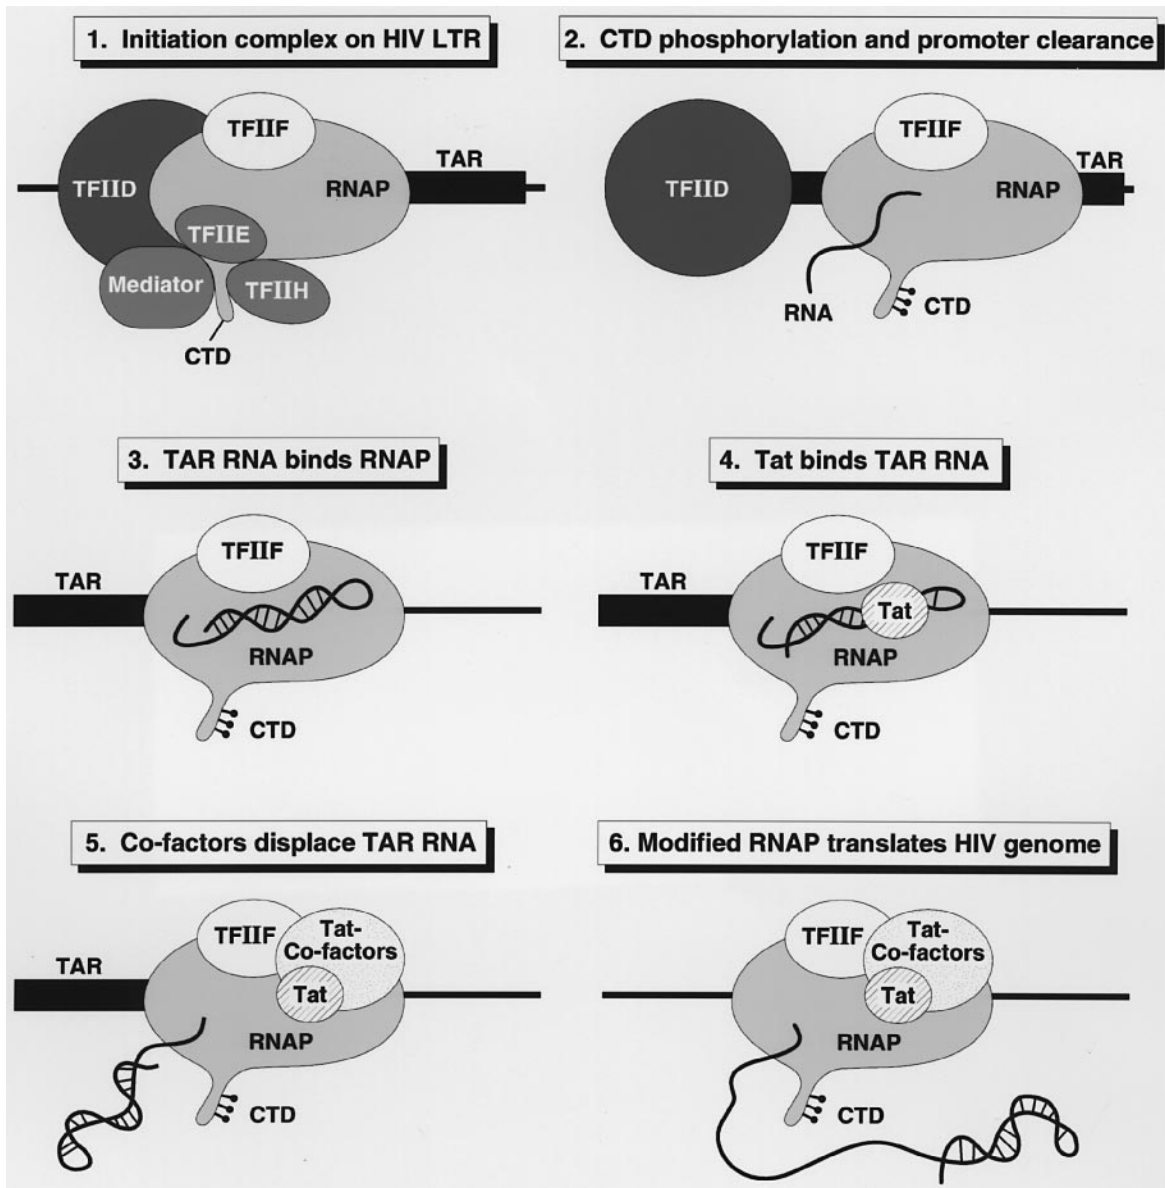 1. Initiation complex on HIV LTR
TFIIF
TAR
TFIID
RNAP
TFIIE
Mediator
TFIIH
CTD
2. CTD phosphorylation and promoter clearance
TFIIF
TAR
TFIID
RNAP
RNA
CTD
3. TAR RNA binds RNAP
TFIIF
TAR
RNAP
CTD
4. Tat binds TAR RNA
TFIIF
TAR
Tat
RNAP
CTD
5. Co-factors displace TAR RNA
TFIIF
Tat-
Co-factors
TAR
Tat
RNAP
CTD
6. Modified RNAP translates HIV genome
TFIIF
Tat-
Co-factors
Tat
RNAP
CTD